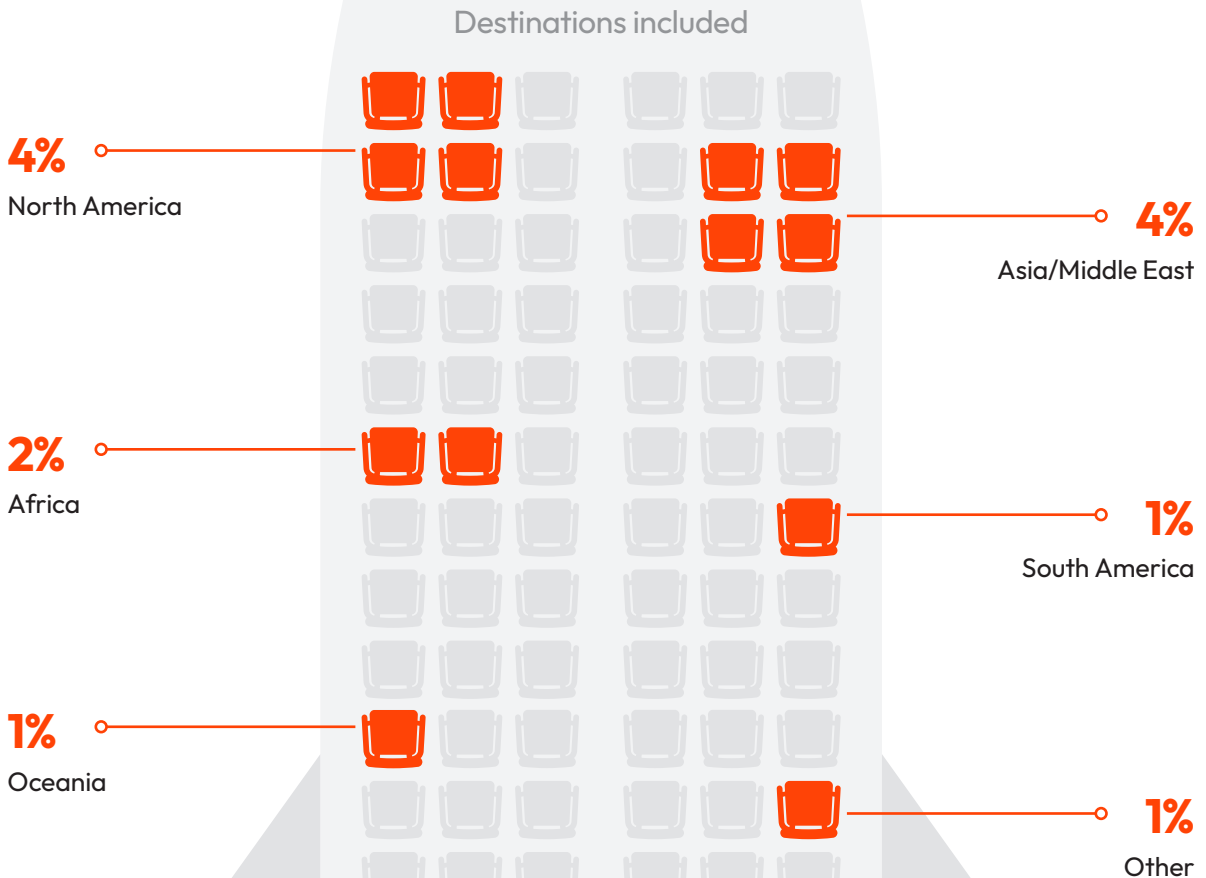 Destinations included
4%
North America
4%
Asia/Middle East
2%
Africa
1%
South America
1%
Oceania
1%
Other